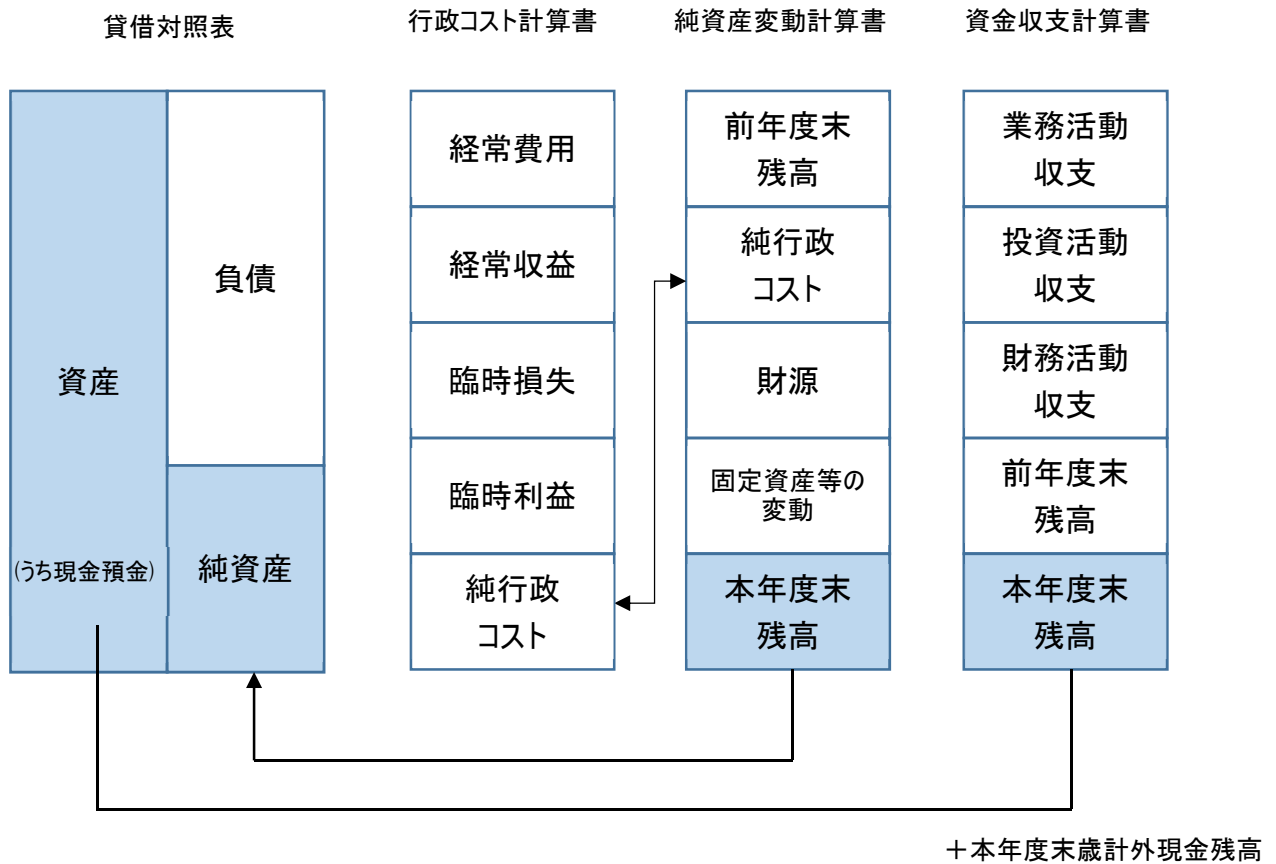 貸借対照表
行政コスト計算書
純資産変動計算書
資金収支計算書
資産
(うち現金預金)
負債
純資産
経常費用
経常収益
臨時損失
臨時利益
純行政
コスト
前年度末
残高
純行政
コスト
財源
固定資産等の
変動
本年度末
残高
業務活動
収支
投資活動
収支
財務活動
収支
前年度末
残高
本年度末
残高
＋本年度末歳計外現金残高